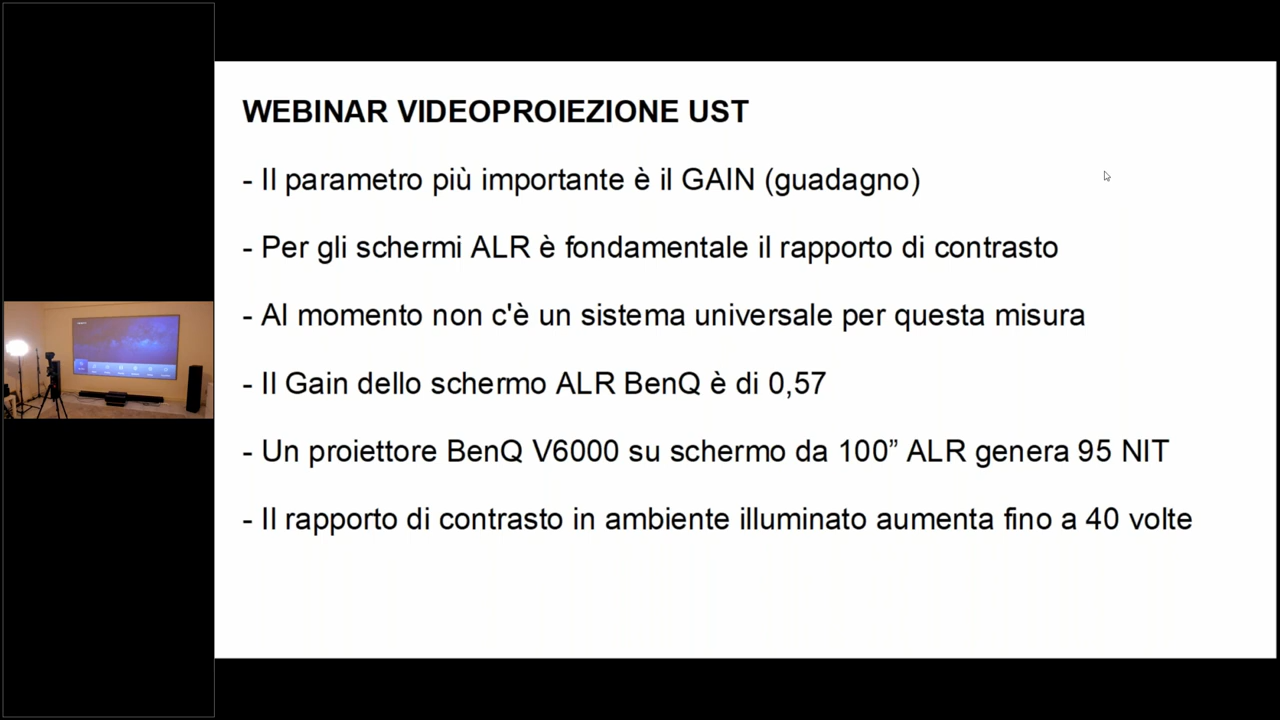 WEBINAR VIDEOPROIEZIONE UST
- Il parametro più importante è il GAIN (guadagno)
- Per gli schermi ALR è fondamentale il rapporto di contrasto
- Al momento non c'è un sistema universale per questa misura
- Il Gain dello schermo ALR BenQ è di 0,57
- Un proiettore BenQ V6000 su schermo da 100” ALR genera 95 NIT
- Il rapporto di contrasto in ambiente illuminato aumenta fino a 40 volte